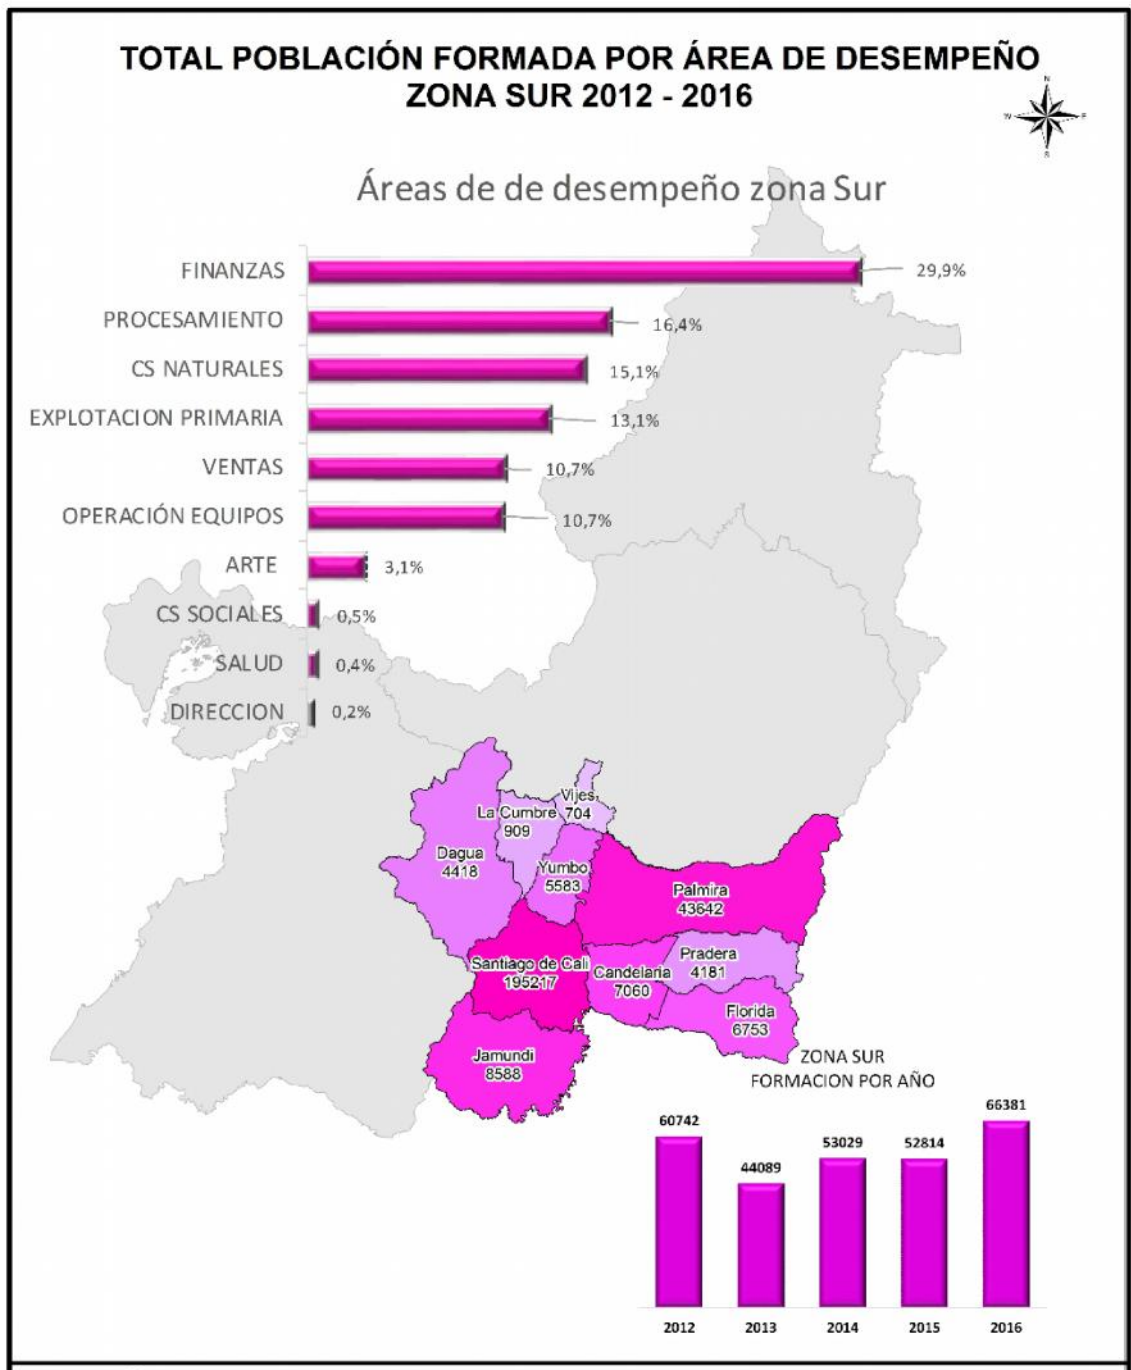 TOTAL POBLACIÓN FORMADA POR ÁREA DE DESEMPEÑO
ZONA SUR 2012 - 2016
N
W E
S
Áreas de de desempeño zona Sur
FINANZAS 29,9%
PROCESAMIENTO 16,4%
CS NATURALES 15,1%
EXPLOTACION PRIMARIA 13,1%
VENTAS 10,7%
OPERACIÓN EQUIPOS 10,7%
ARTE 3,1%
CS SOCIALES 0,5%
SALUD 0,4%
DIRECCION 0,2%
Vijes
704
La Cumbre
909
Dagua
4418
Yumbo
5583
Palmira
43642
Pradera
4181
Santiago de Cali
195217
Candelaria
7060
Florida
6753
Jamundi
8588
ZONA SUR
FORMACION POR AÑO
60742 44089 53029 52814 66381
2012 2013 2014 2015 2016